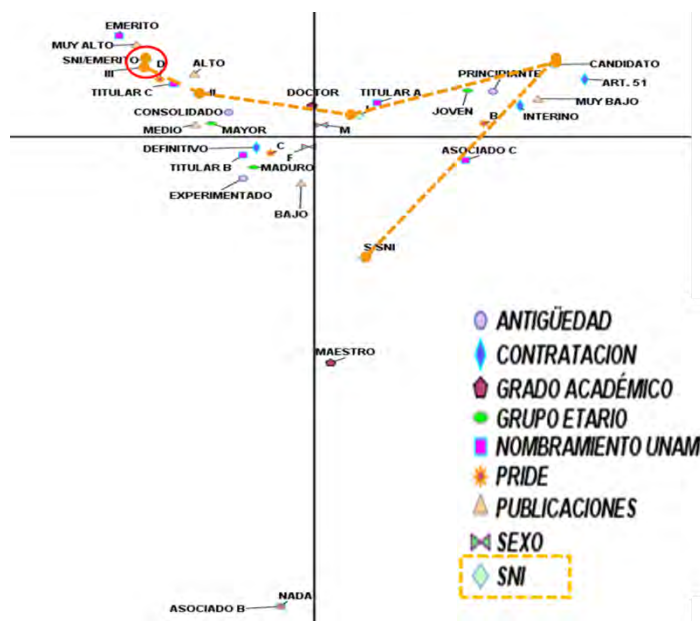 EMERITO
MUY ALTO
SNI/EMERITO
D
III
ALTO
TITULAR C
II
DOCTOR
TITULAR A
I
PRINCIPIANTE
CANDIDATO
ART. 51
JOVEN
MUY BAJO
INTERINO
B
CONSOLIDADO
MEDIO
MAYOR
M
DEFINITIVO
C
F
ASOCIADO C
TITULAR B
MADURO
EXPERIMENTADO
BAJO
S/SNI
MAESTRO
ANTIGÜEDAD
CONTRATACION
GRADO ACADÉMICO
GRUPO ETARIO
NOMBRAMIENTO UNAM
PRIDE
PUBLICACIONES
SEXO
SNI
NADA
ASOCIADO B